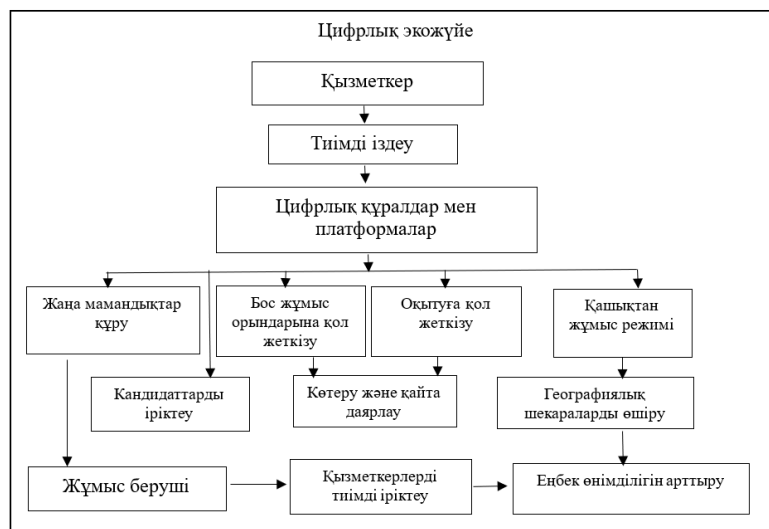 Цифрлық экожүйе
Қызметкер
Тиімді іздеу
Цифрлық құралдар мен
платформалар
Жаңа мамандықтар
құру
Бос жұмыс
орындарына қол
жеткізу
Оқытуға қол
жеткізу
Қашықтан
жұмыс режимі
Кандидаттарды
іріктеу
Көтеру және қайта
даярлау
Географиялық
шекараларды өшіру
Жұмыс беруші
Қызметкерлерді
тиімді іріктеу
Еңбек өнімділігін арттыру